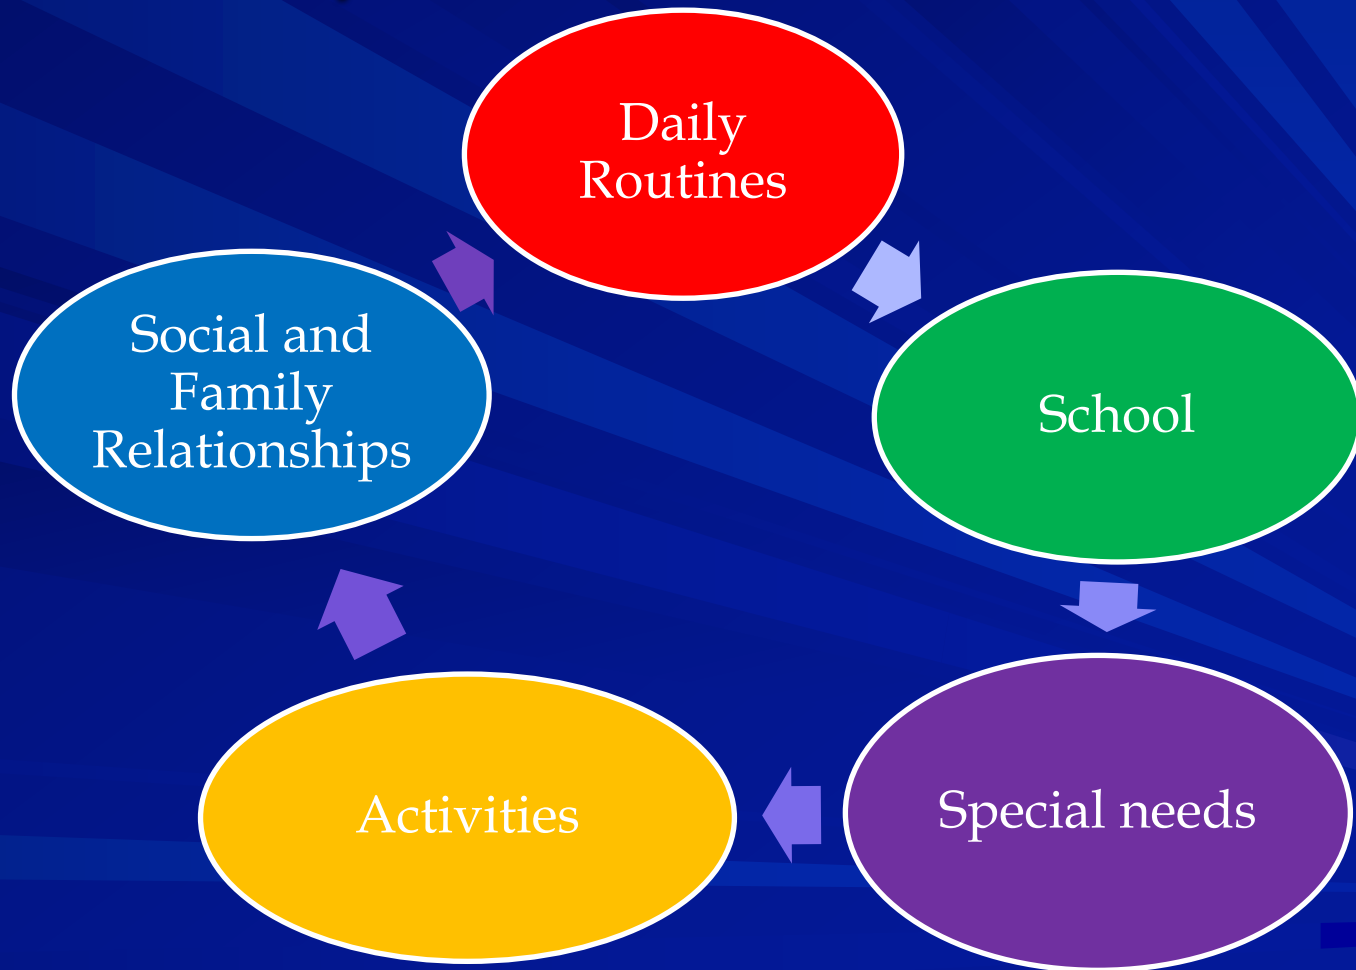 Daily
Routines
School
Special needs
Activities
Social and
Family
Relationships